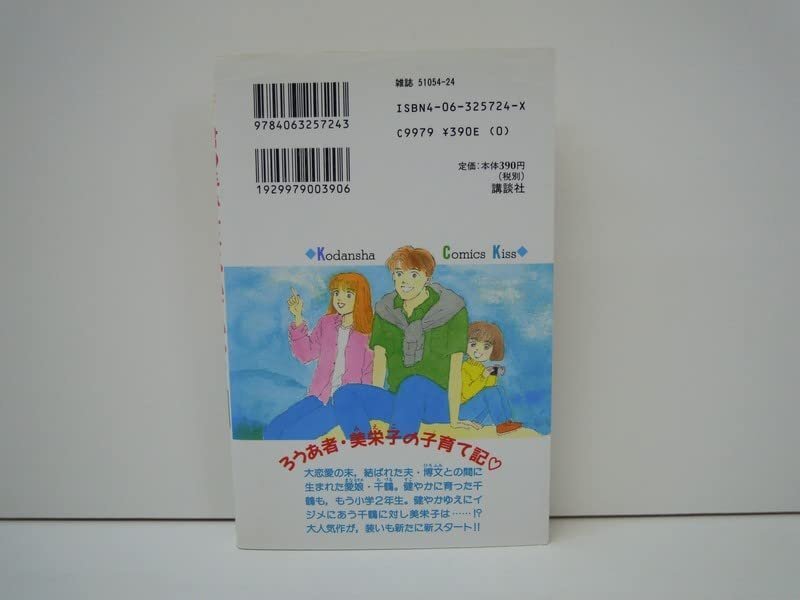 雑誌 51054-24
ISBN4-06-325724-X
9784063257243
C9979 ¥390E (0)
定価:本体390円
(税別)
1929979003906
講談社
◆Kodansha Comics Kiss◆
ろうあ者・美栄子の子育て記♡
大恋愛の末,結ばれた夫・博文との間に
生まれた愛娘・千鶴。健やかに育った千
鶴も,もう小学2年生。健やかゆえにイ
ジメにあう千鶴に対し美栄子は……!?
大人気作が,装いも新たに新スタート!!